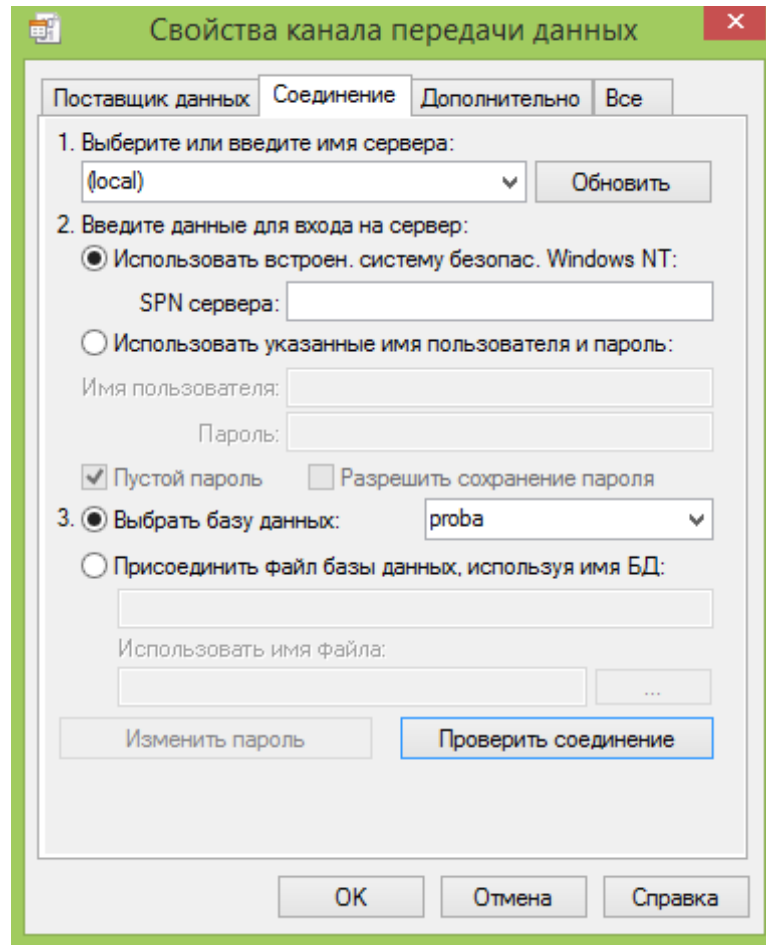 Свойства канала передачи данных
Поставщик данных Соединение Дополнительно Все
1. Выберите или введите имя сервера:
(local) Обновить
2. Введите данные для входа на сервер:
Использовать встроен. систему безопас. Windows NT:
SPN сервера:
Использовать указанные имя пользователя и пароль:
Имя пользователя:
Пароль:
Пустой пароль Разрешить сохранение пароля
3. Выбрать базу данных: proba
Присоединить файл базы данных, используя имя БД:
Использовать имя файла:
...
Изменить пароль Проверить соединение
OK Отмена Справка